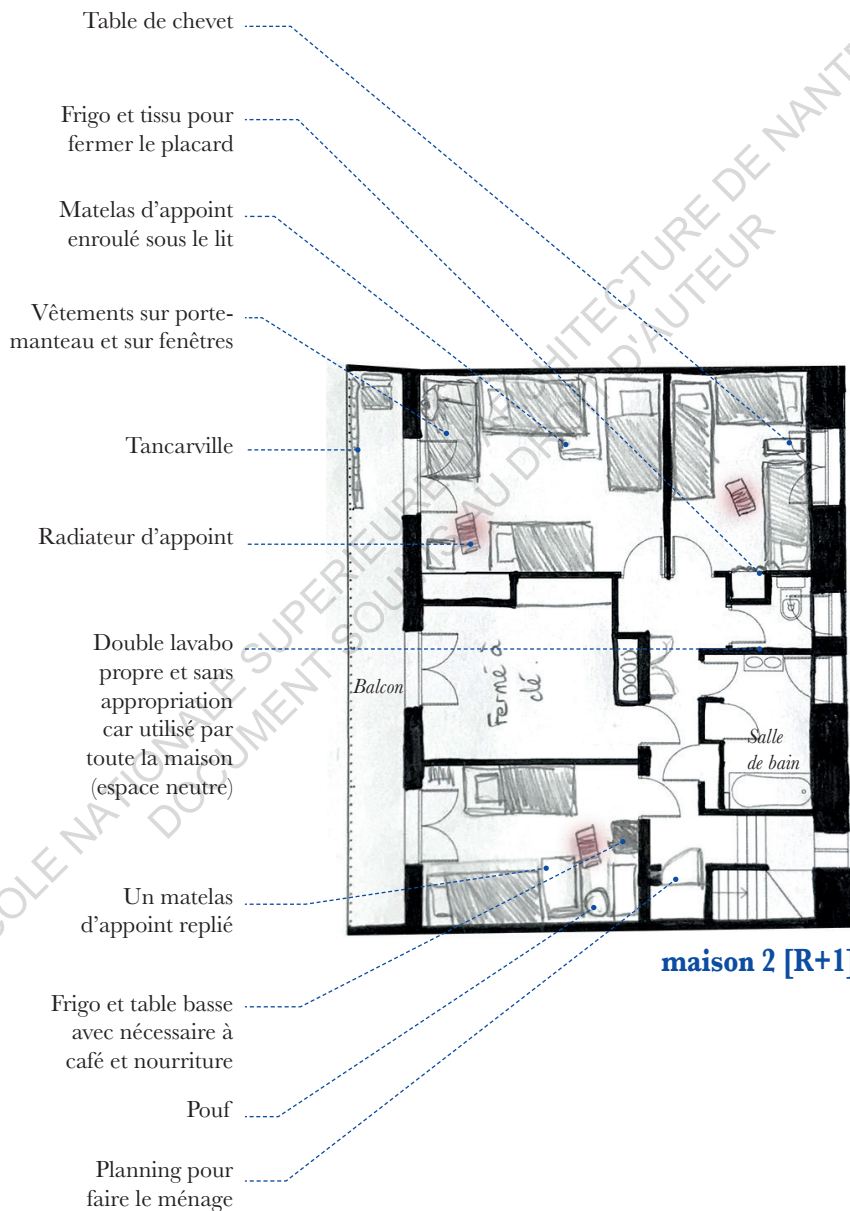 Table de chevet
Frigo et tissu pour
fermer le placard
Matelas d'appoint
enroulé sous le lit
Vêtements sur porte-
manteau et sur fenêtres
Tancarville
Radiateur d'appoint
Double lavabo
propre et sans
appropriation
car utilisé par
toute la maison
(espace neutre)
Un matelas
d'appoint replié
Frigo et table basse
avec nécessaire à
café et nourriture
Pouf
Planning pour
faire le ménage
Balcon
Fermé à
clé.
Salle
de bain
maison 2 [R+1]
ECOLE NATIONALE SUPERIEURE D'ARCHITECTURE DE NANTES
DOCUMENT SOUMIS AU DROIT D'AUTEUR